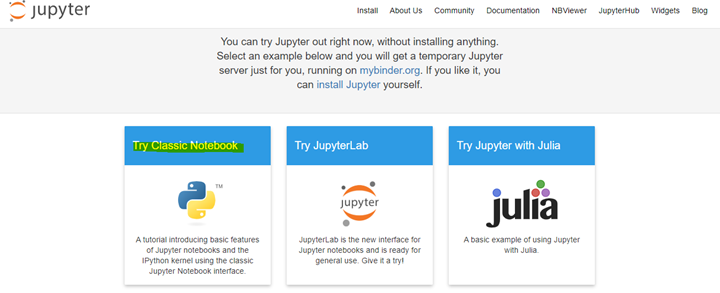 jupyter
Install About Us Community Documentation NBViewer JupyterHub Widgets Blog
You can try Jupyter out right now, without installing anything.
Select an example below and you will get a temporary Jupyter
server just for you, running on mybinder.org. If you like it, you
can install Jupyter yourself.
Try Classic Notebook
TM
A tutorial introducing basic features
of Jupyter notebooks and the
IPython kernel using the classic
Jupyter Notebook interface.
Try JupyterLab
jupyter
JupyterLab is the new interface for
Jupyter notebooks and is ready for
general use. Give it a try!
Try Jupyter with Julia
julia
A basic example of using Jupyter
with Julia.